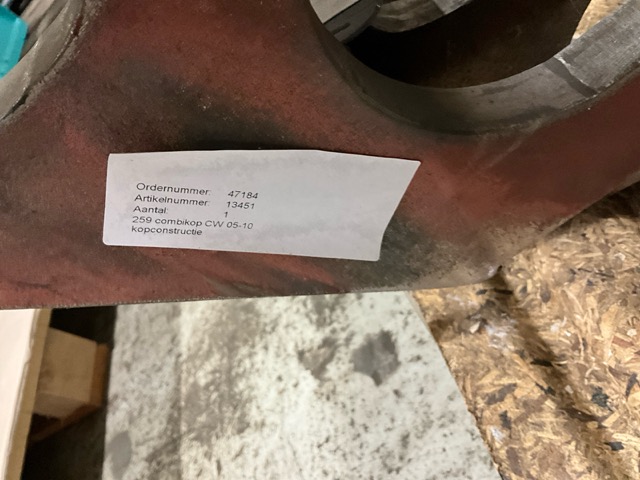 Ordernummer: 47184
Artikelnummer: 13451
Aantal: 1
259 combikop CW 05-10
kopconstructie